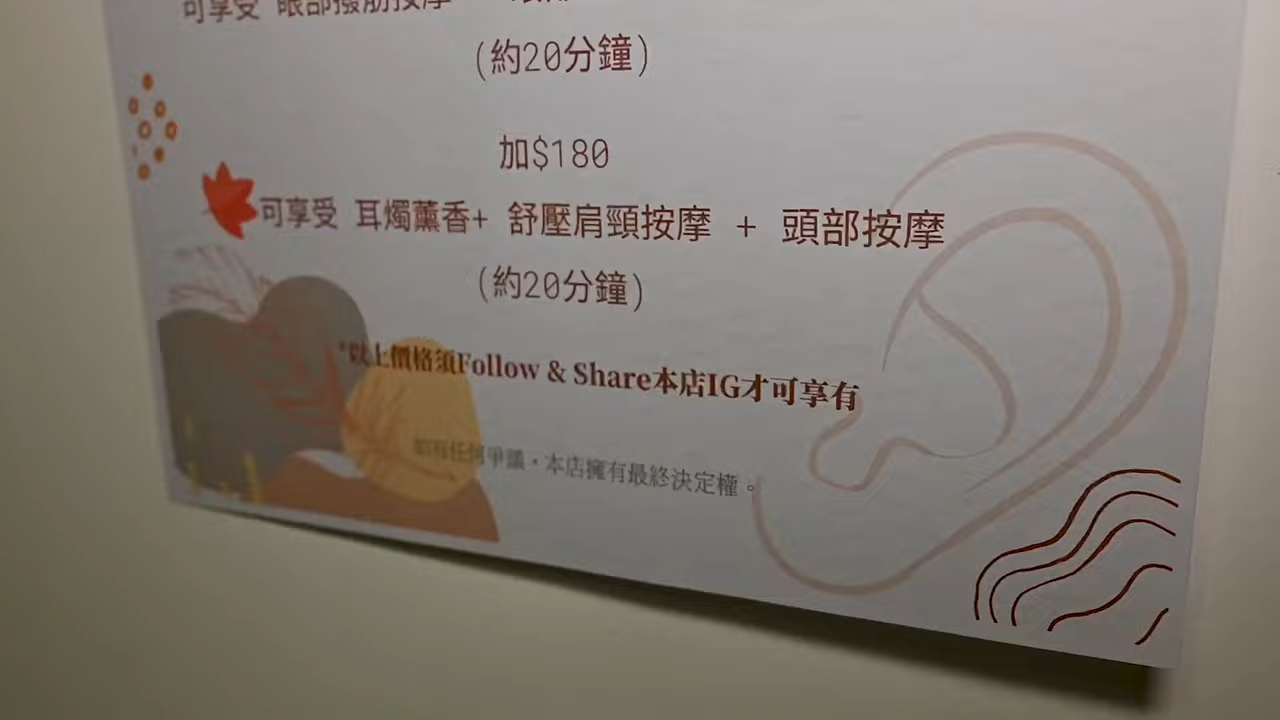 可享受 眼部撥筋按摩
(約20分鐘)
加$180
可享受 耳燭薰香+ 舒壓肩頸按摩 + 頭部按摩
(約20分鐘)
*以上價格須Follow & Share本店IG才可享有
如有任何爭議，本店擁有最終決定權。